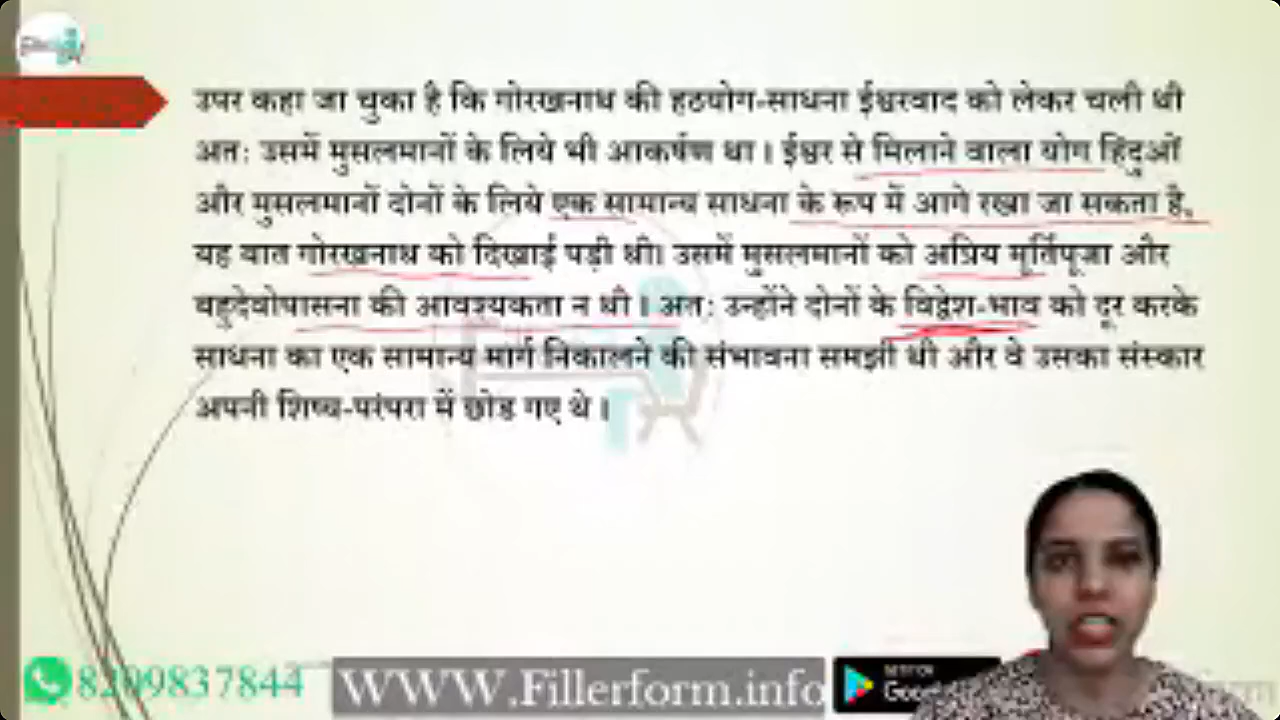 उपर कहा जा चुका है कि गोरखनाथ की हठयोग-साधना ईश्वरवाद को लेकर चली थी
अत: उसमें मुसलमानों के लिये भी आकर्षण था । ईश्वर से मिलाने वाला योग हिंदुओं
और मुसलमानों दोनों के लिये एक सामान्य साधना के रूप में आगे रखा जा सकता है,
यह बात गोरखनाथ को दिखाई पड़ी थी। उसमें मुसलमानों को अप्रिय मूर्तिपूजा और
बहुदेवोपासना की आवश्यकता न थी । अत: उन्होंने दोनों के विद्वेश-भाव को दूर करके
साधना का एक सामान्य मार्ग निकालने की संभावना समझी थी और वे उसका संस्कार
अपनी शिष्य-परंपरा में छोड गए थे ।
8209837844
WWW.Fillerform.info